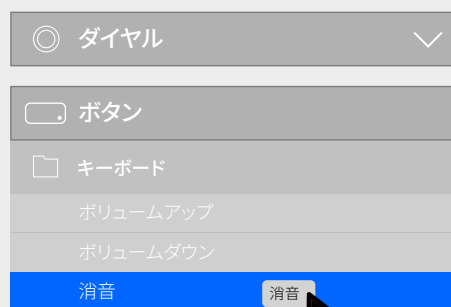 ダイヤル
ボタン
キーボード
ボリュームアップ
ボリュームダウン
消音 消音